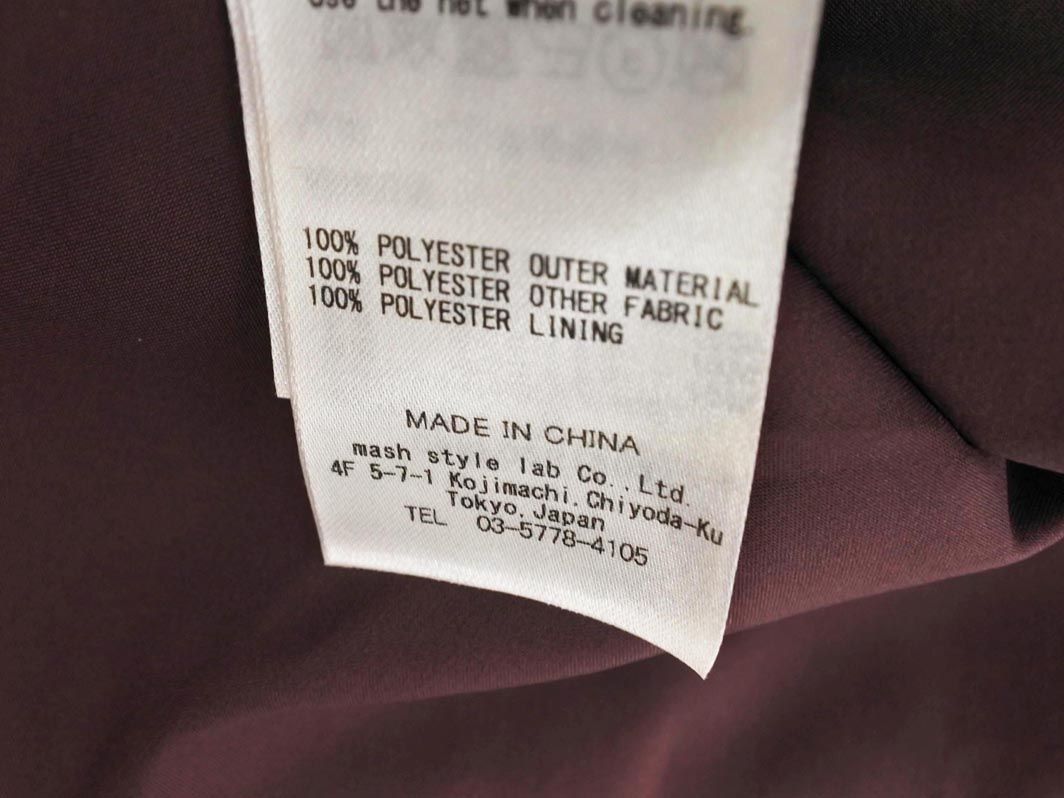 Use the net when cleaning.
100% POLYESTER OUTER MATERIAL
100% POLYESTER OTHER FABRIC
100% POLYESTER LINING
MADE IN CHINA
mash style lab Co.,Ltd.
4F 5-7-1 Kojimachi,Chiyoda-Ku
Tokyo,Japan
TEL 03-5778-4105